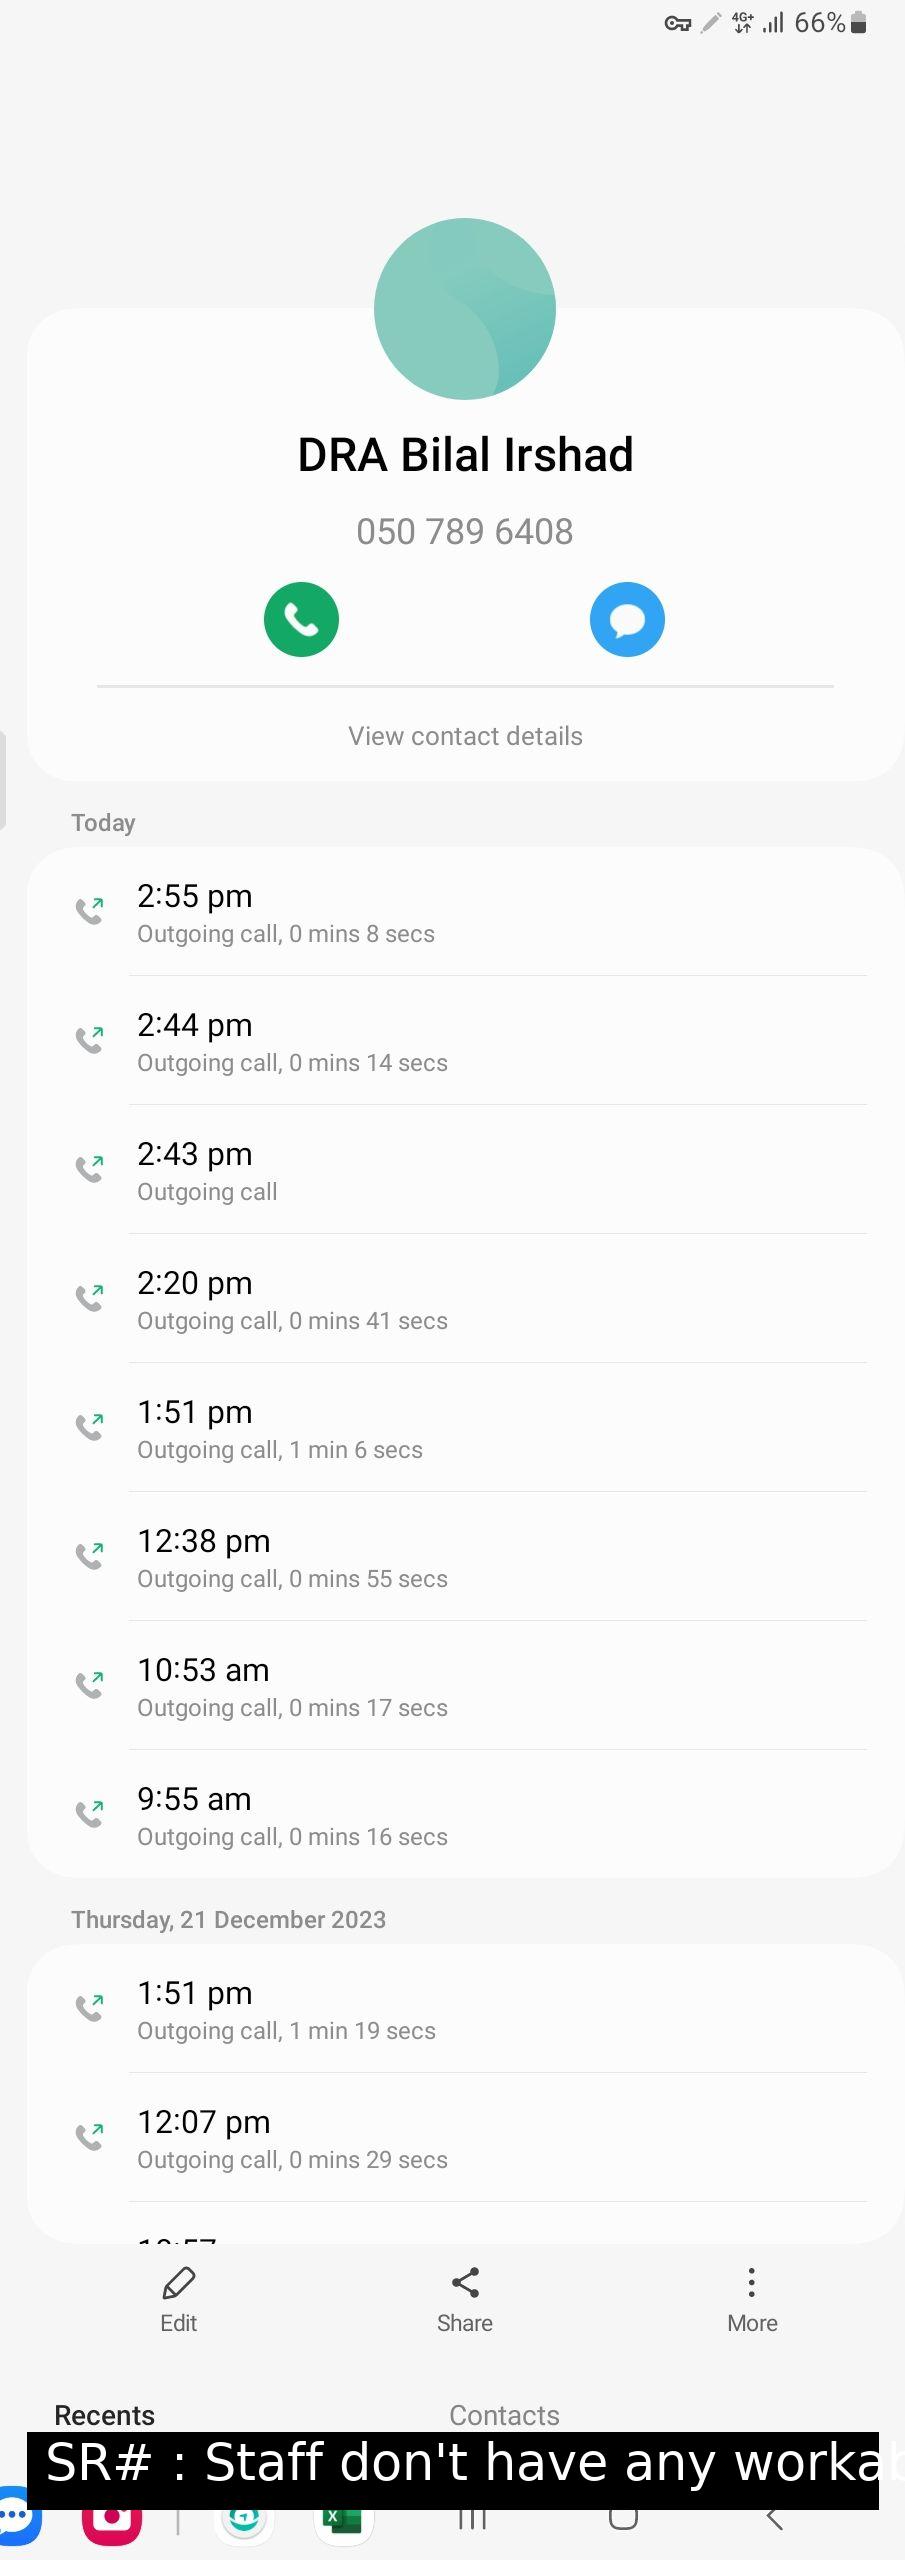 4G+ 66%
DRA Bilal Irshad
050 789 6408
View contact details
Today
2:55 pm
Outgoing call, 0 mins 8 secs
2:44 pm
Outgoing call, 0 mins 14 secs
2:43 pm
Outgoing call
2:20 pm
Outgoing call, 0 mins 41 secs
1:51 pm
Outgoing call, 1 min 6 secs
12:38 pm
Outgoing call, 0 mins 55 secs
10:53 am
Outgoing call, 0 mins 17 secs
9:55 am
Outgoing call, 0 mins 16 secs
Thursday, 21 December 2023
1:51 pm
Outgoing call, 1 min 19 secs
12:07 pm
Outgoing call, 0 mins 29 secs
Edit Share More
Recents Contacts
SR# : Staff don't have any